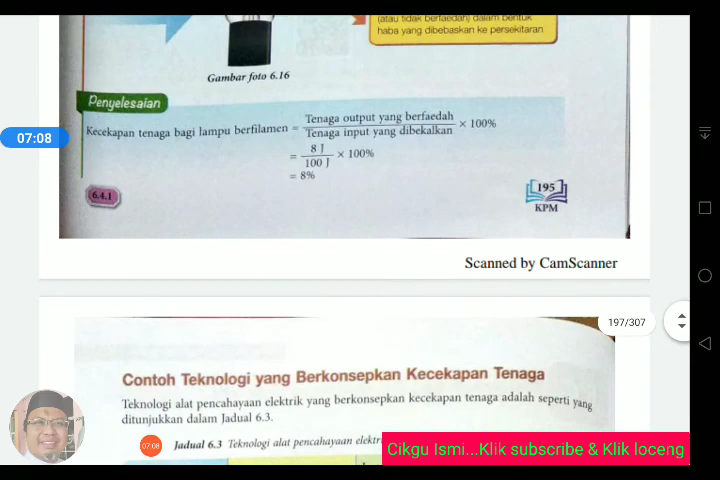 (atau tidak berfaedah) dalam bentuk
haba yang dibebaskan ke persekitaran
Gambar foto 6.16
Penyelesaian
Kecekapan tenaga bagi lampu berfilamen = Tenaga output yang berfaedah / Tenaga input yang dibekalkan × 100%
= 8 J / 100 J × 100%
= 8%
07:08
6.4.1
195
KPM
Scanned by CamScanner
197/307
Contoh Teknologi yang Berkonsepkan Kecekapan Tenaga
Teknologi alat pencahayaan elektrik yang berkonsepkan kecekapan tenaga adalah seperti yang
ditunjukkan dalam Jadual 6.3.
07:08
Jadual 6.3 Teknologi alat pencahayaan elektri
Cikgu Ismi...Klik subscribe & Klik loceng